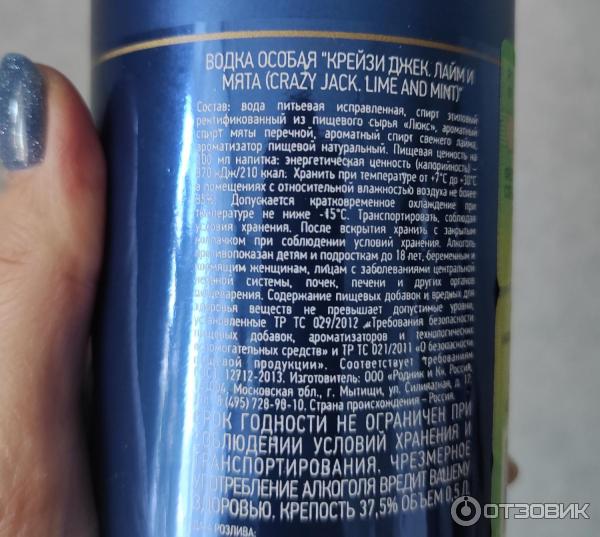 ВОДКА ОСОБАЯ "КРЕЙЗИ ДЖЕК. ЛАЙМ И
МЯТА (CRAZY JACK. LIME AND MINT)"
Состав: вода питьевая исправленная, спирт этиловый
ректификованный из пищевого сырья «Люкс», ароматный
спирт мяты перечной, ароматный спирт свежего лайма,
ароматизатор пищевой натуральный. Пищевая ценность на
100 мл напитка: энергетическая ценность (калорийность) –
870 кДж/210 ккал. Хранить при температуре от +7°С до +30°С
в помещениях с относительной влажностью воздуха не более
85%. Допускается кратковременное охлаждение при
температуре не ниже -15°С. Транспортировать, соблюдая
условия хранения. После вскрытия хранить с закрытым
колпачком при соблюдении условий хранения. Алкоголь
противопоказан детям и подросткам до 18 лет, беременным и
кормящим женщинам, лицам с заболеваниями центральной
нервной системы, почек, печени и других органов
пищеварения. Содержание пищевых добавок и вредных для
здоровья веществ не превышает допустимые уровни,
установленные ТР ТС 029/2012 «Требования безопасности
пищевых добавок, ароматизаторов и технологических
вспомогательных средств» и ТР ТС 021/2011 «О безопасности
пищевой продукции». Соответствует требованиям
12712-2013. Изготовитель: ООО «Родник и К». Россия,
Московская обл., г. Мытищи, ул. Силикатная, д. 17.
8 (495) 728-98-10. Страна происхождения – Россия.
СРОК ГОДНОСТИ НЕ ОГРАНИЧЕН ПРИ
СОБЛЮДЕНИИ УСЛОВИЙ ХРАНЕНИЯ И
ТРАНСПОРТИРОВАНИЯ. ЧРЕЗМЕРНОЕ
УПОТРЕБЛЕНИЕ АЛКОГОЛЯ ВРЕДИТ ВАШЕМУ
ЗДОРОВЬЮ. КРЕПОСТЬ 37,5% ОБЪЕМ 0,5 Л
ДАТА РОЗЛИВА:
ОТЗОВИК